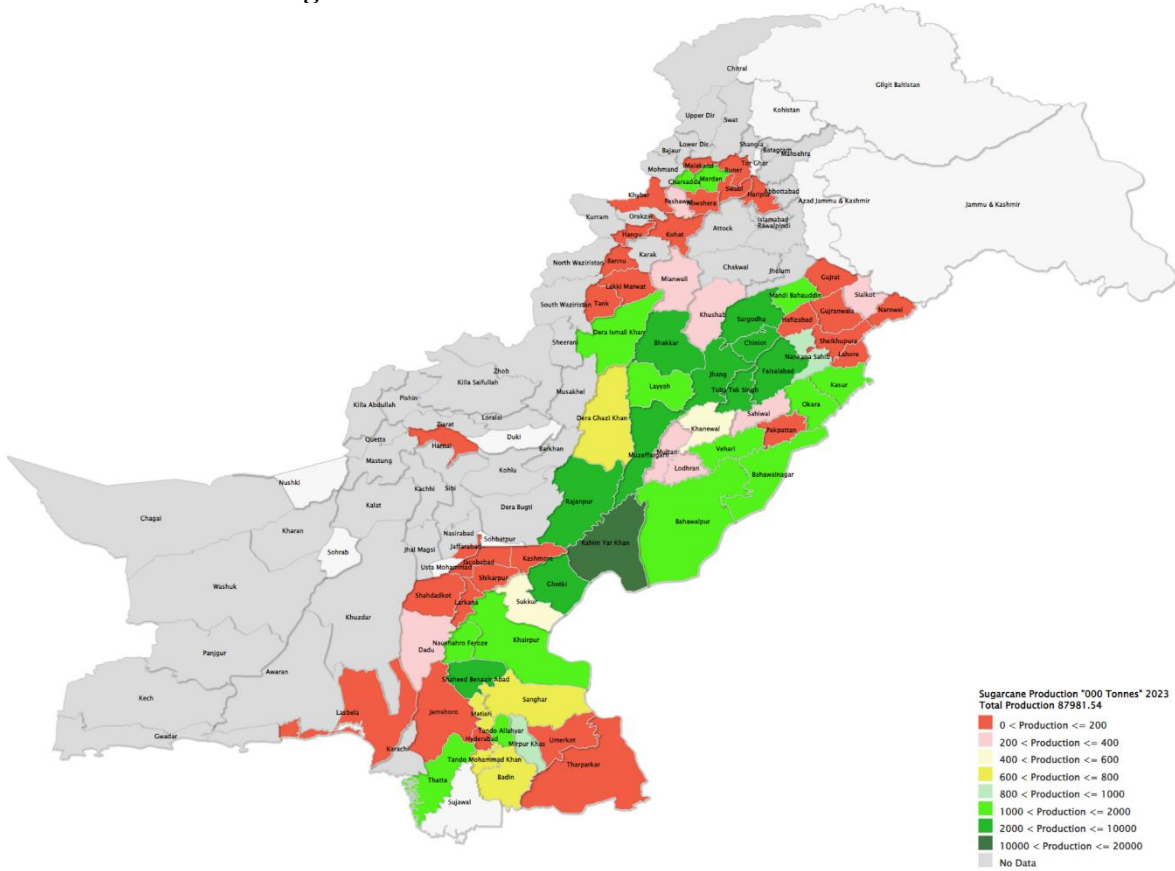 Chitral
Gilgit Baltistan
Kohistan
Upper Dir
Swat
Lower Dir
Shangla
Batagram
Mansehra
Bajaur
Tor Ghar
Malakand
Buner
Mohmand
Charsadda
Mardan
Swabi
Haripur
Abbottabad
Khyber
Peshawar
Nowshera
Azad Jammu & Kashmir
Jammu & Kashmir
Islamabad
Rawalpindi
Kurram
Orakzai
Attock
Hangu
Kohat
Karak
North Waziristan
Bannu
Chakwal
Jhelum
Mianwali
Gujrat
Lakki Marwat
Sialkot
South Waziristan
Tank
Mandi Bahauddin
Khushab
Narowal
Gujranwala
Sargodha
Hafizabad
Dera Ismail Khan
Sheikhupura
Sheerani
Bhakkar
Chiniot
Lahore
Nankana Sahib
Zhob
Faisalabad
Jhang
Killa Saifullah
Toba Tek Singh
Kasur
Musakhel
Layyah
Pishin
Killa Abdullah
Okara
Loralai
Dera Ghazi Khan
Sahiwal
Ziarat
Khanewal
Pakpattan
Duki
Quetta
Harnai
Multan
Vehari
Barkhan
Muzaffargarh
Mastung
Lodhran
Kohlu
Bahawalnagar
Nushki
Kachhi
Sibi
Kalat
Dera Bugti
Rajanpur
Bahawalpur
Chagai
Kharan
Nasirabad
Sohbatpur
Rahim Yar Khan
Jhal Magsi
Jaffarabad
Sohrab
Kashmore
Jacobabad
Usta Mohammad
Shikarpur
Ghotki
Washuk
Shahdadkot
Larkana
Sukkur
Khuzdar
Khairpur
Naushahro Feroze
Dadu
Panjgur
Awaran
Shaheed Benazir Abad
Kech
Sanghar
Lasbela
Matiari
Jamshoro
Gwadar
Tando Allahyar
Hyderabad
Umerkot
Mirpur Khas
Karachi
Tando Mohammad Khan
Tharparkar
Thatta
Badin
Sujawal
Sugarcane Production "000 Tonnes" 2023
Total Production 87981.54
0 < Production <= 200
200 < Production <= 400
400 < Production <= 600
600 < Production <= 800
800 < Production <= 1000
1000 < Production <= 2000
2000 < Production <= 10000
10000 < Production <= 20000
No Data